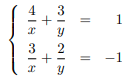 4/x + 3/y = 1
3/x + 2/y = −1